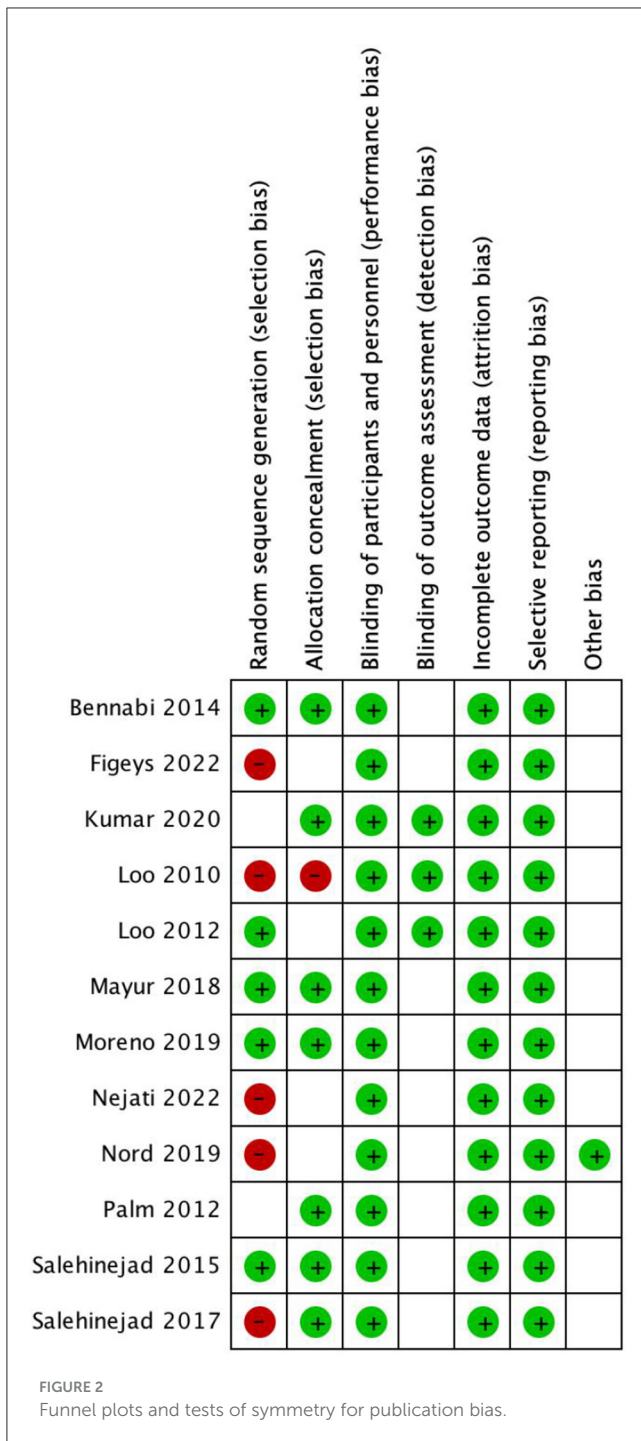 Random sequence generation (selection bias)
Allocation concealment (selection bias)
Blinding of participants and personnel (performance bias)
Blinding of outcome assessment (detection bias)
Incomplete outcome data (attrition bias)
Selective reporting (reporting bias)
Other bias
Bennabi 2014 + + + + +
Figeys 2022 - + + +
Kumar 2020 + + + + +
Loo 2010 - - + + + +
Loo 2012 + + + + +
Mayur 2018 + + + + +
Moreno 2019 + + + + +
Nejati 2022 - + + +
Nord 2019 - + + + +
Palm 2012 + + + +
Salehinejad 2015 + + + + +
Salehinejad 2017 - + + + +
FIGURE 2
Funnel plots and tests of symmetry for publication bias.